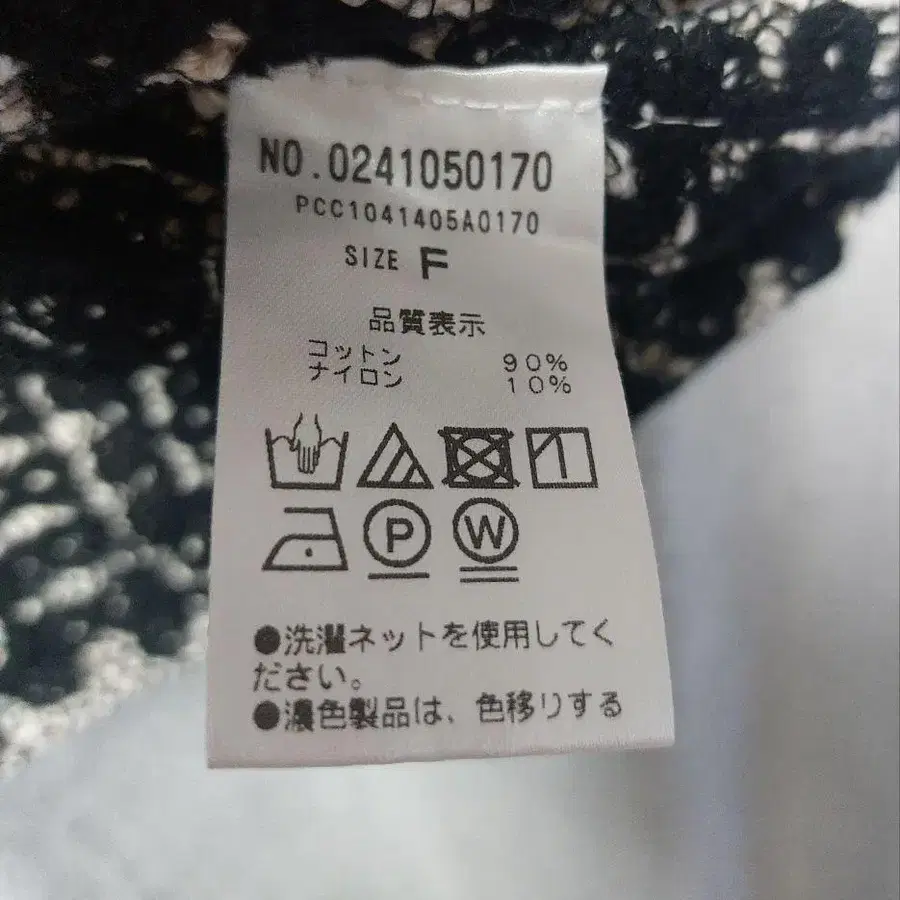 NO.0241050170
PCC1041405A0170
SIZE F
品質表示
コットン 90%
ナイロン 10%
P W
●洗濯ネットを使用してく
ださい。
●濃色製品は、色移りする